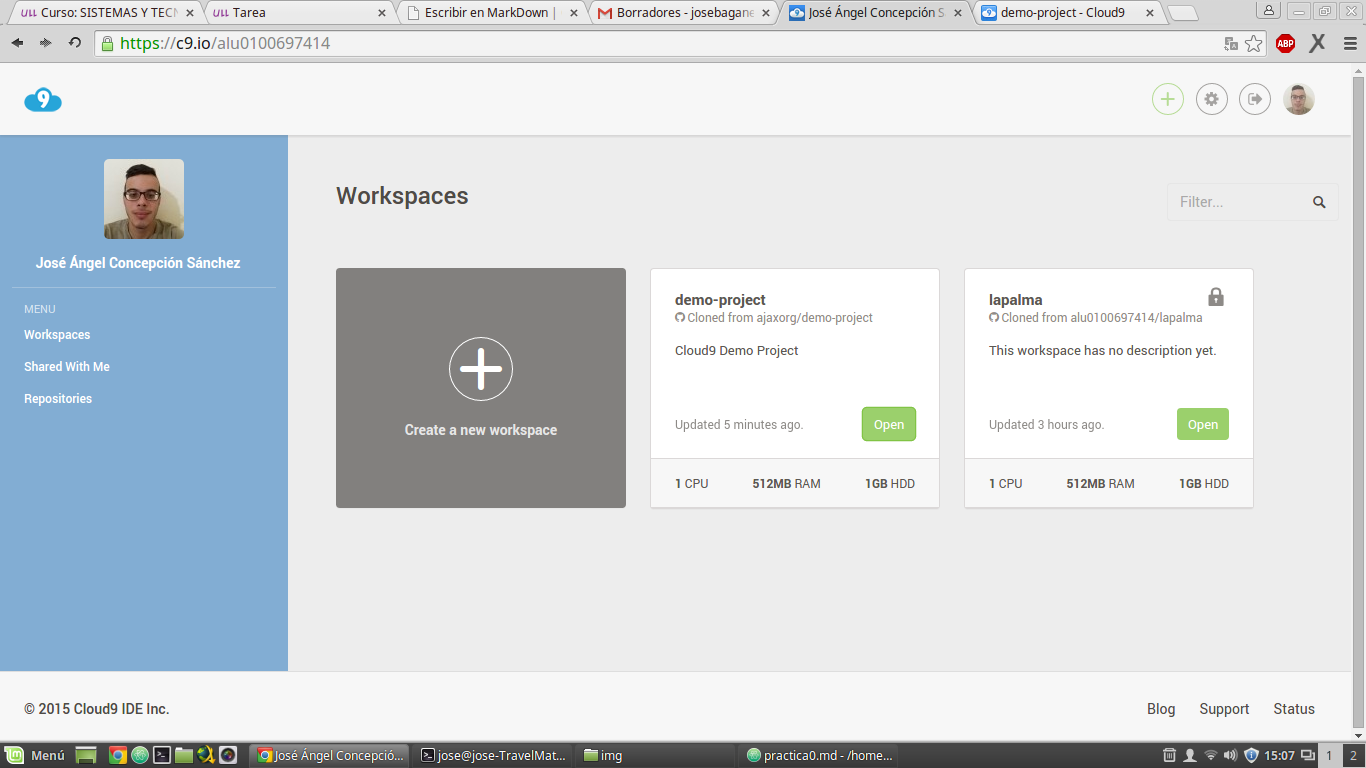 ULL Curso: SISTEMAS Y TECN
ULL Tarea
Escribir en MarkDown |
Borradores - josebagane
José Ángel Concepción S
demo-project - Cloud9
https://c9.io/alu0100697414
ABP
X
9
Workspaces
Filter...
José Ángel Concepción Sánchez
MENU
Workspaces
Shared With Me
Repositories
Create a new workspace
demo-project
Cloned from ajaxorg/demo-project
Cloud9 Demo Project
Updated 5 minutes ago.
Open
1 CPU 512MB RAM 1GB HDD
lapalma
Cloned from alu0100697414/lapalma
This workspace has no description yet.
Updated 3 hours ago.
Open
1 CPU 512MB RAM 1GB HDD
© 2015 Cloud9 IDE Inc.
Blog Support Status
Menú
José Ángel Concepció...
jose@jose-TravelMat...
img
practica0.md - /home...
15:07
1
2